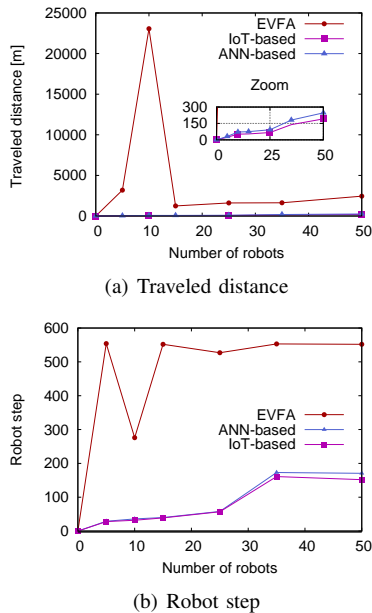 EVFA
IoT-based
ANN-based
Traveled distance [m]
25000
20000
15000
10000
5000
0
Zoom
300
150
0
0 25 50
0 10 20 30 40 50
Number of robots
(a) Traveled distance
Robot step
600
500
400
300
200
100
0
EVFA
ANN-based
IoT-based
0 10 20 30 40 50
Number of robots
(b) Robot step